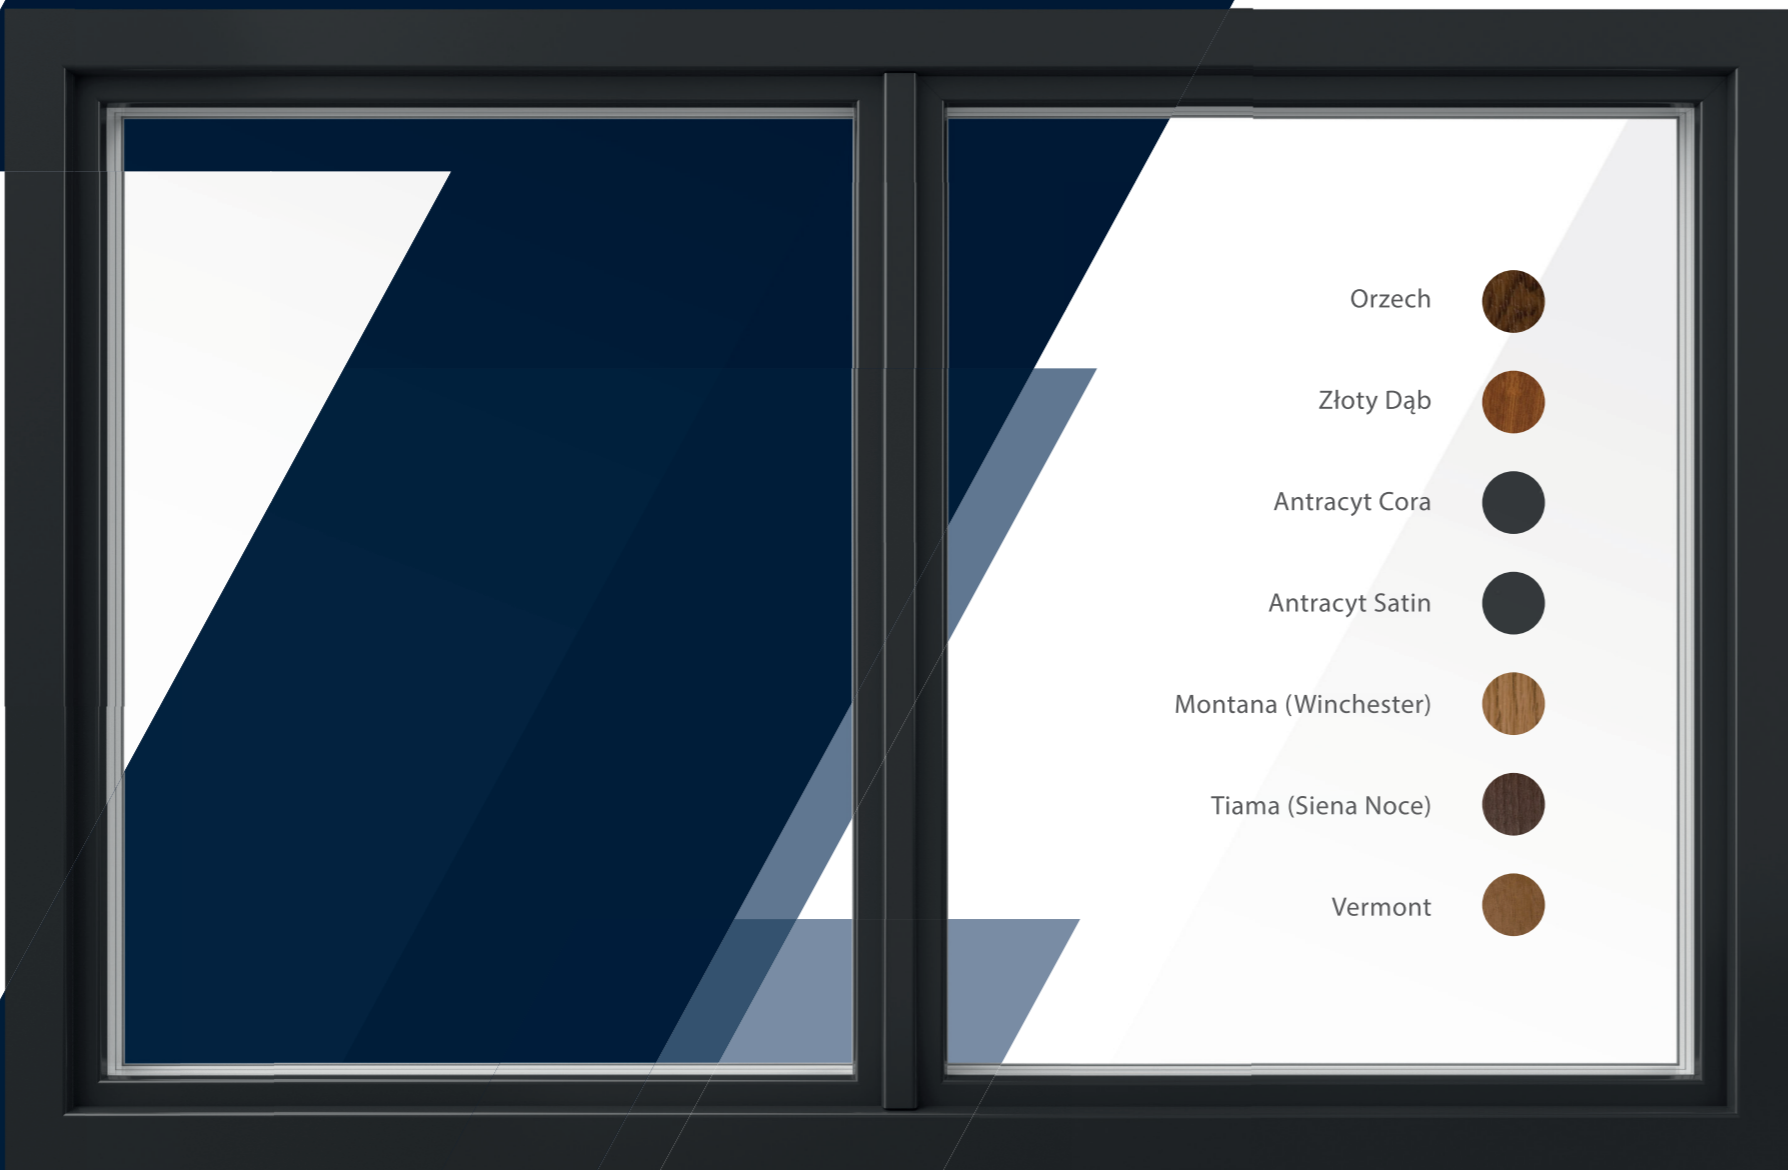 Orzech
Złoty Dąb
Antracyt Cora
Antracyt Satin
Montana (Winchester)
Tiama (Siena Noce)
Vermont